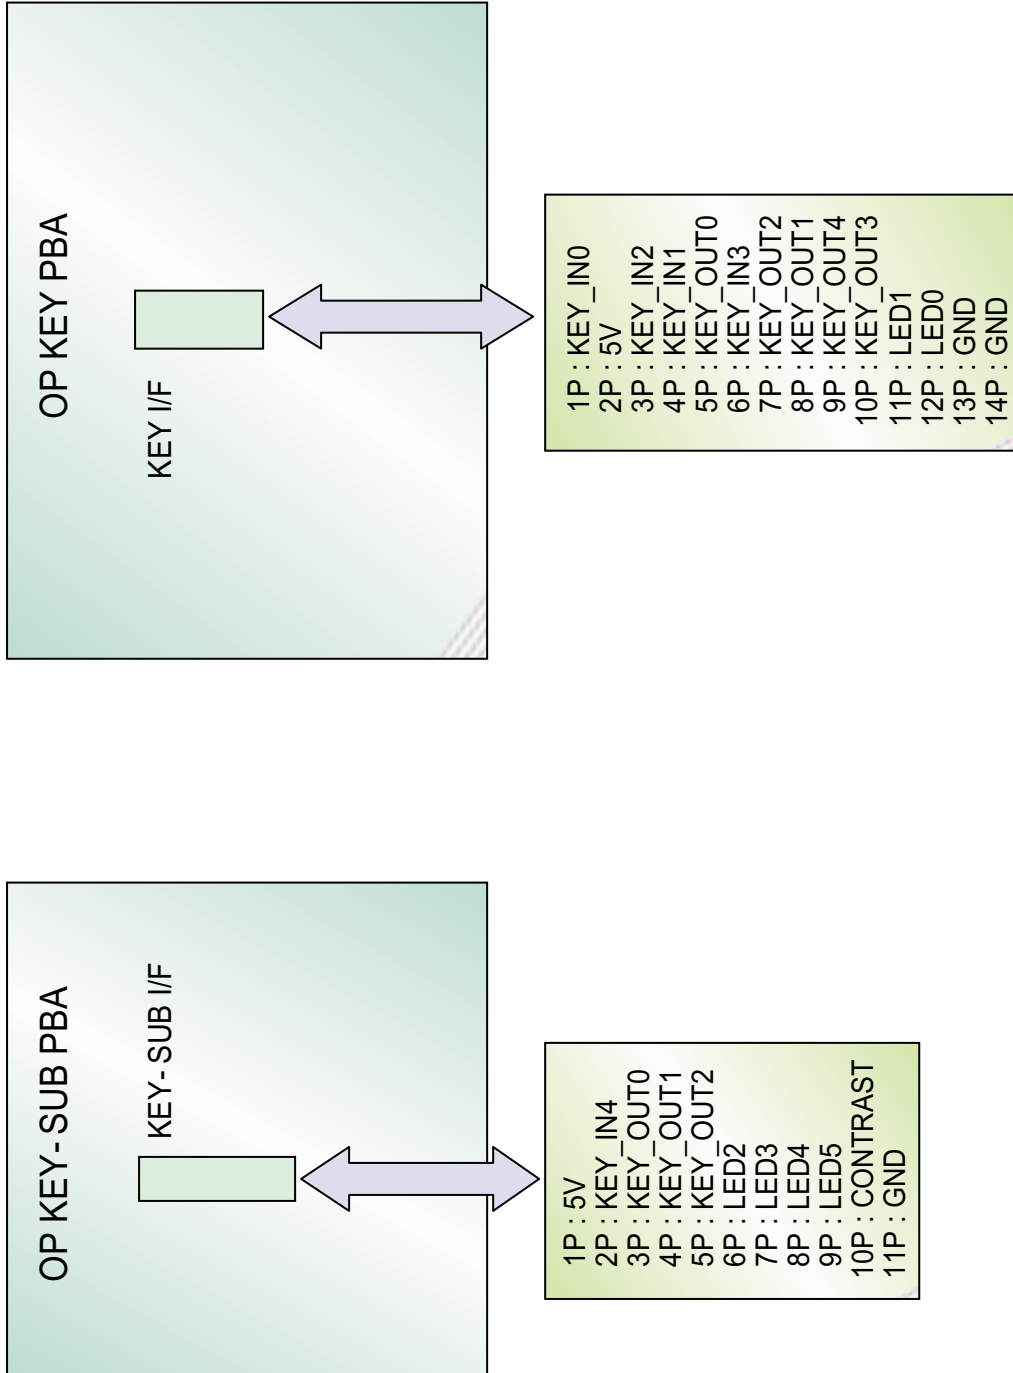 OP KEY- SUB PBA
KEY- SUB I/F
1P : 5V
2P : KEY_IN4
3P : KEY_OUT0
4P : KEY_OUT1
5P : KEY_OUT2
6P : LED2
7P : LED3
8P : LED4
9P : LED5
10P : CONTRAST
11P : GND
OP KEY PBA
KEY I/F
1P : KEY_IN0
2P : 5V
3P : KEY_IN2
4P : KEY_IN1
5P : KEY_OUT0
6P : KEY_IN3
7P : KEY_OUT2
8P : KEY_OUT1
9P : KEY_OUT4
10P : KEY_OUT3
11P : LED1
12P : LED0
13P : GND
14P : GND